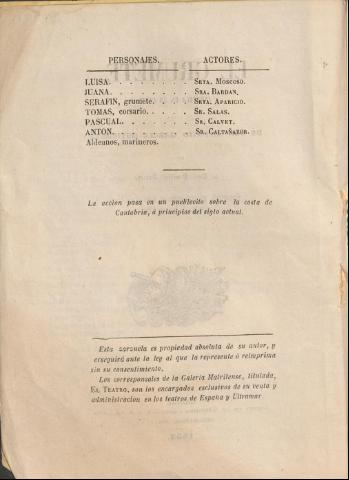 PERSONAJES. ACTORES.
LUISA. . . . . . . . . SRTA. MOSCOSO.
JUANA. . . . . . . . . SRA. BARDAN.
SERAFIN, grumete. . . . SRTA. APARICIO.
TOMAS, corsario. . . . . SR. SALAS.
PASCUAL. . . . . . . . SR. CALVET.
ANTON. . . . . . . . . SR. CALTAÑAZOR.
Aldeanos, marineros.
La accion pasa en un pueblecito sobre la costa de
Cantabria, á principios del siglo actual.
Esta zarzuela es propiedad absoluta de su autor, y
perseguirá ante la ley al que la represente ó reimprima
sin su consentimiento.
Los corresponsales de la Galeria Matritense, titulada,
EL TEATRO, son los encargados esclusivos de su venta y
administracion en los teatros de España y Ultramar.